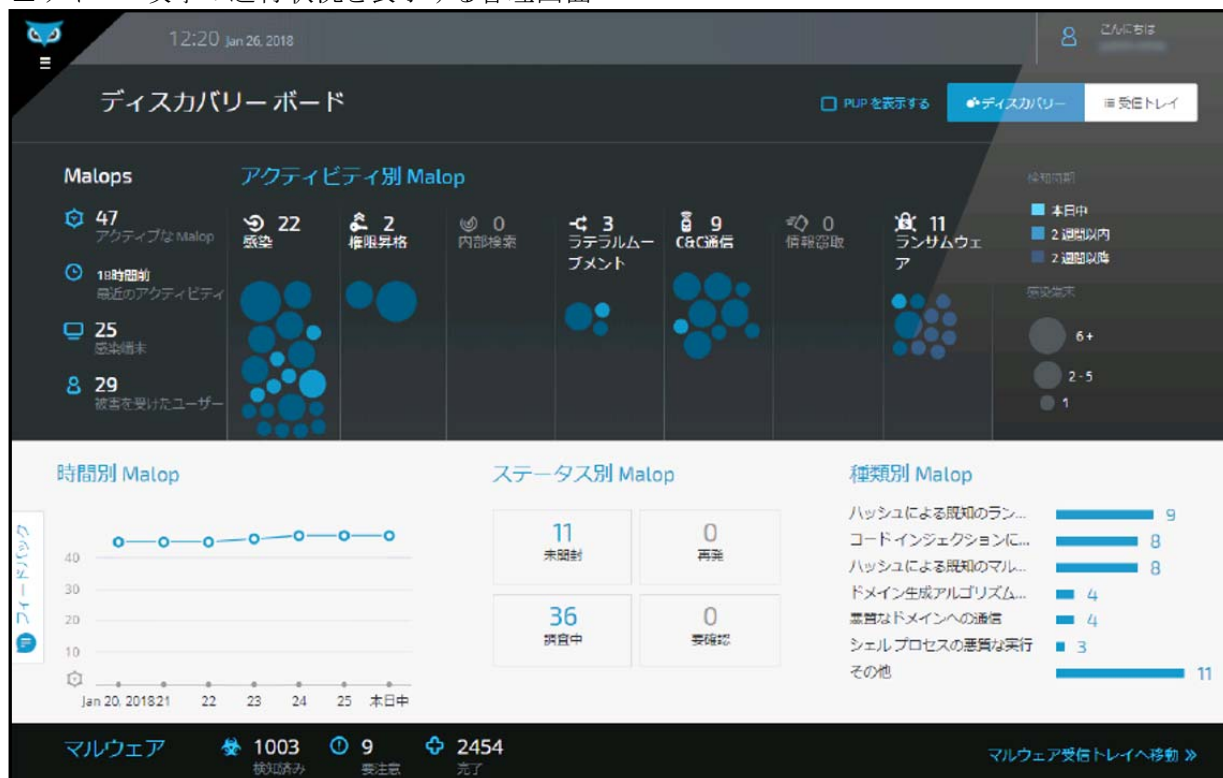 12:20 Jan 26, 2018
こんにちは
ディスカバリーボード
PUP を表示する
ディスカバリー
受信トレイ
Malops
47
アクティブな Malop
18時間前
最近のアクティビティ
25
感染端末
29
被害を受けたユーザー
アクティビティ別 Malop
22
感染
2
権限昇格
0
内部検索
3
ラテラルムー
ブメント
9
C&C通信
0
情報窃取
11
ランサムウェ
ア
検知時期
本日中
2 週間以内
2 週間以降
感染端末
6+
2 - 5
1
時間別 Malop
40
30
20
10
Jan 20, 2018 21 22 23 24 25 本日中
ステータス別 Malop
11
未開封
0
再発
36
調査中
0
要確認
種類別 Malop
ハッシュによる既知のラン... 9
コード インジェクションに... 8
ハッシュによる既知のマル... 8
ドメイン生成アルゴリズム... 4
悪質なドメインへの通信 4
シェル プロセスの悪質な実行 3
その他 11
フィードバック
マルウェア
1003
検知済み
9
要注意
2454
完了
マルウェア受信トレイへ移動 »